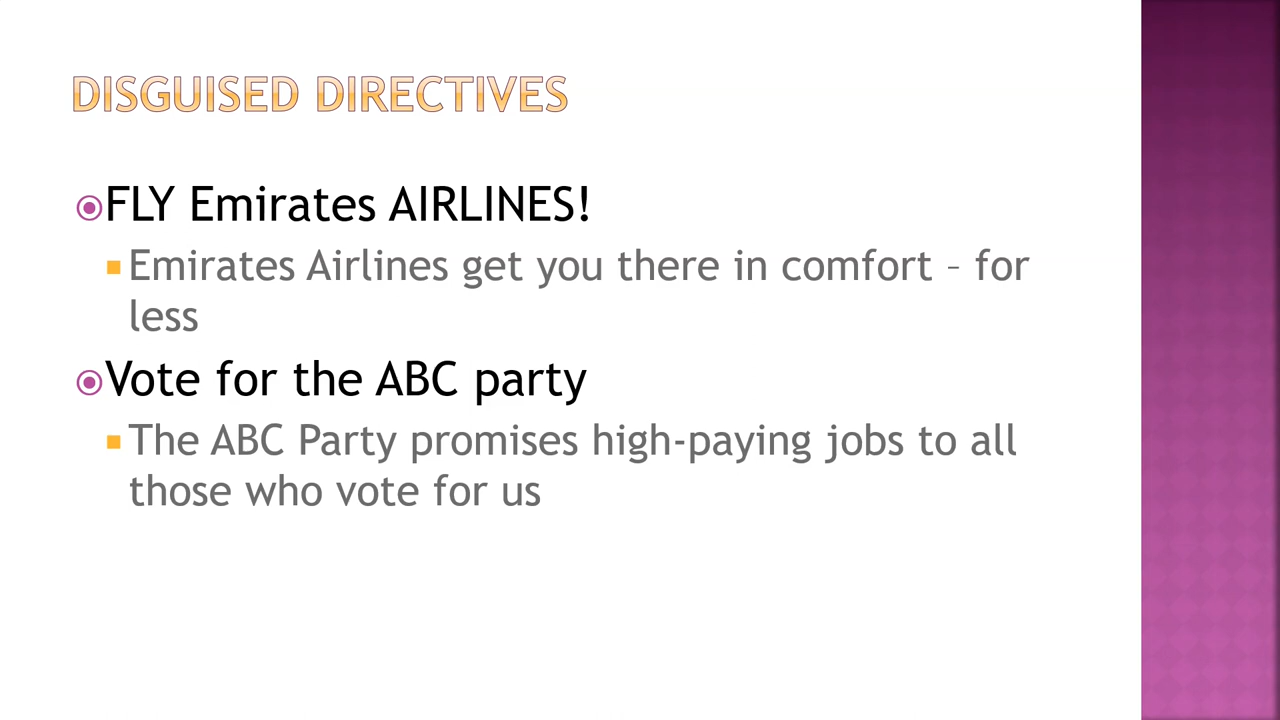 DISGUISED DIRECTIVES
FLY Emirates AIRLINES!
Emirates Airlines get you there in comfort – for
less
Vote for the ABC party
The ABC Party promises high-paying jobs to all
those who vote for us